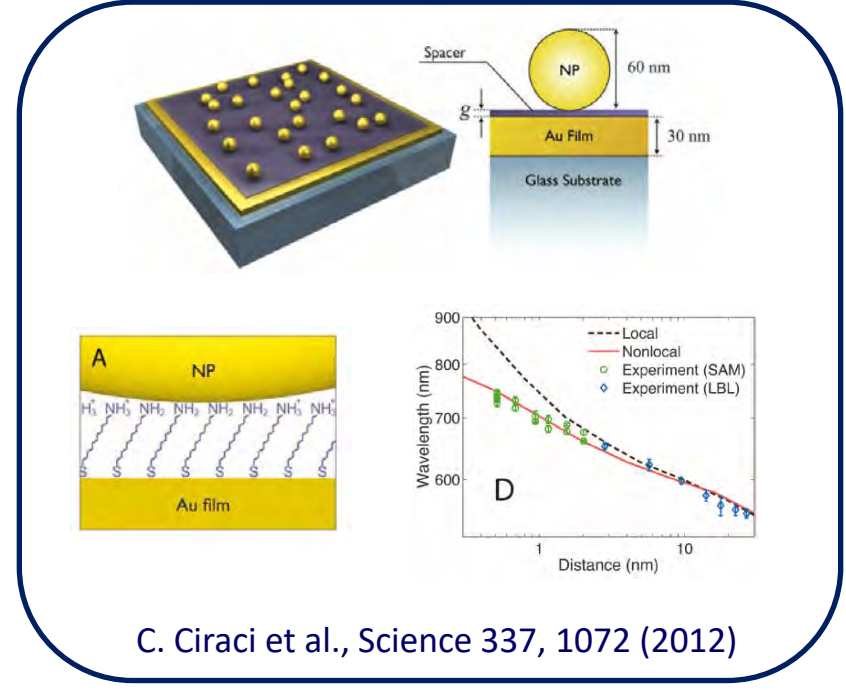 Spacer
NP
60 nm
g
Au Film
30 nm
Glass Substrate
A
NP
H₃⁺ NH₃⁺ NH₂ NH₂ NH₂ NH₂ NH₃⁺ NH₃⁺
S S S S S S S S
Au film
900
800
700
600
Wavelength (nm)
Local
Nonlocal
Experiment (SAM)
Experiment (LBL)
D
1
10
Distance (nm)
C. Ciraci et al., Science 337, 1072 (2012)